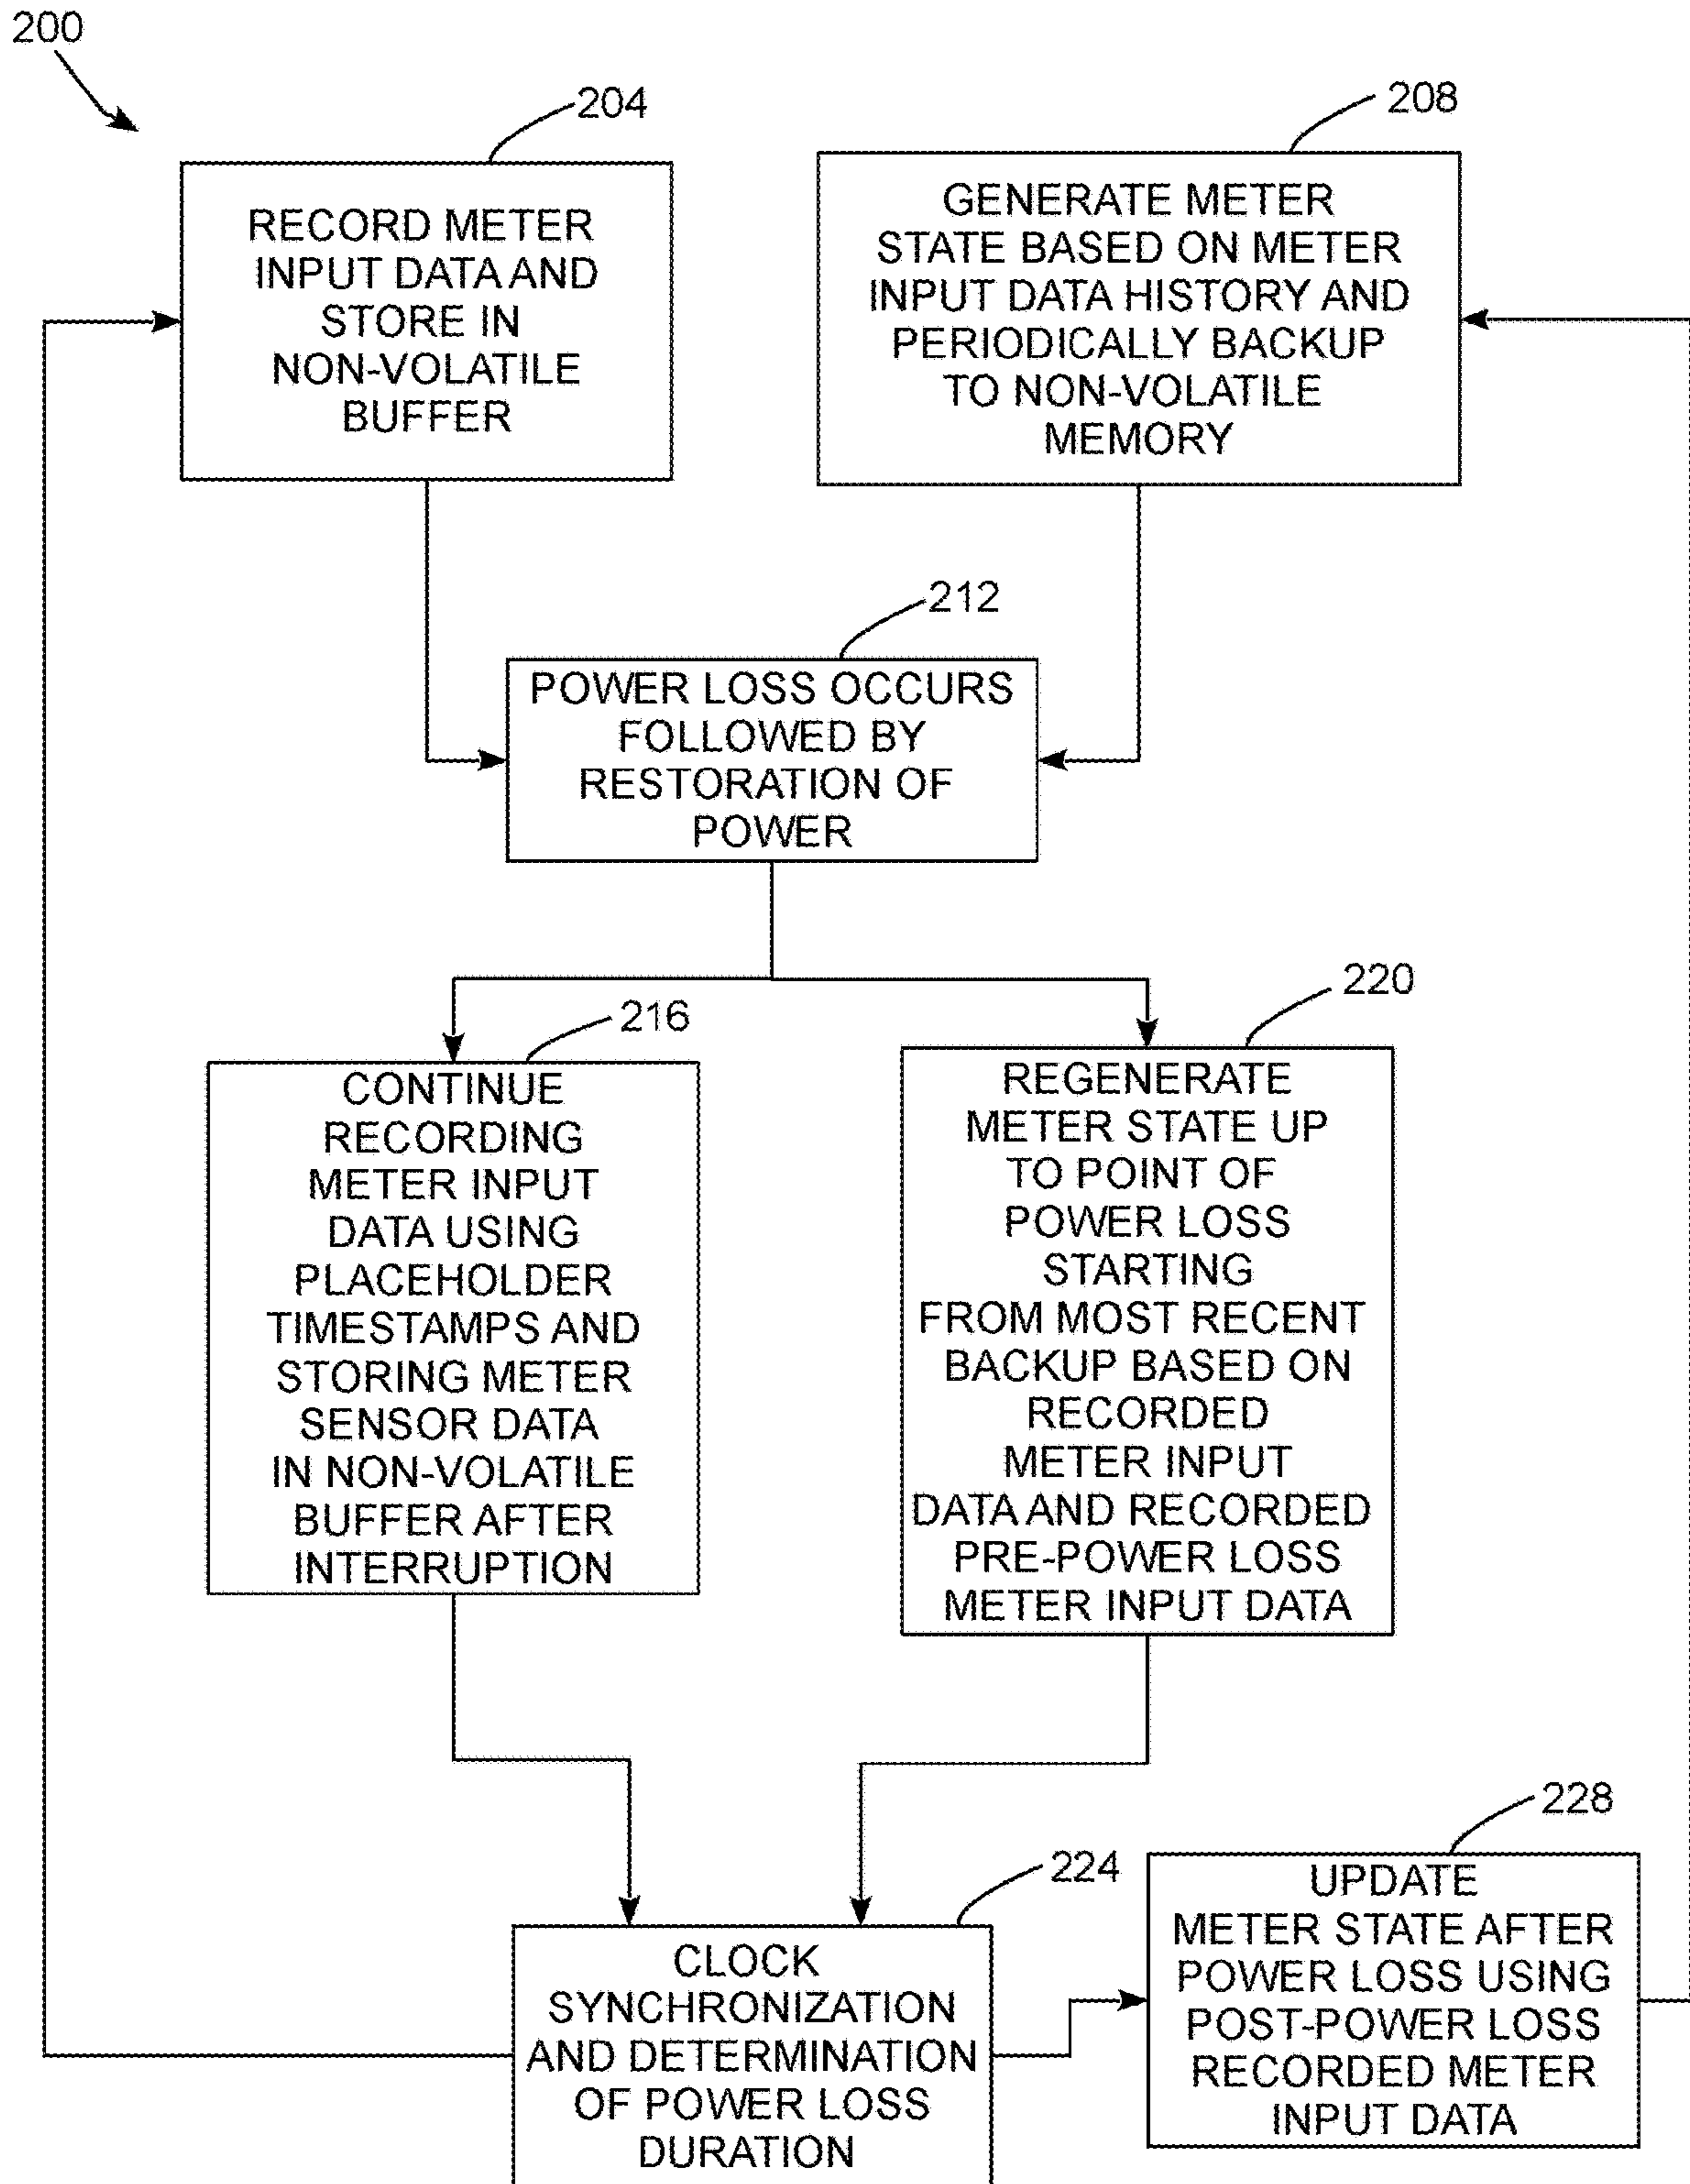 200
204
RECORD METER
INPUT DATA AND
STORE IN
NON-VOLATILE
BUFFER
208
GENERATE METER
STATE BASED ON METER
INPUT DATA HISTORY AND
PERIODICALLY BACKUP
TO NON-VOLATILE
MEMORY
212
POWER LOSS OCCURS
FOLLOWED BY
RESTORATION OF
POWER
216
CONTINUE
RECORDING
METER INPUT
DATA USING
PLACEHOLDER
TIMESTAMPS AND
STORING METER
SENSOR DATA
IN NON-VOLATILE
BUFFER AFTER
INTERRUPTION
220
REGENERATE
METER STATE UP
TO POINT OF
POWER LOSS
STARTING
FROM MOST RECENT
BACKUP BASED ON
RECORDED
METER INPUT
DATA AND RECORDED
PRE-POWER LOSS
METER INPUT DATA
224
CLOCK
SYNCHRONIZATION
AND DETERMINATION
OF POWER LOSS
DURATION
228
UPDATE
METER STATE AFTER
POWER LOSS USING
POST-POWER LOSS
RECORDED METER
INPUT DATA